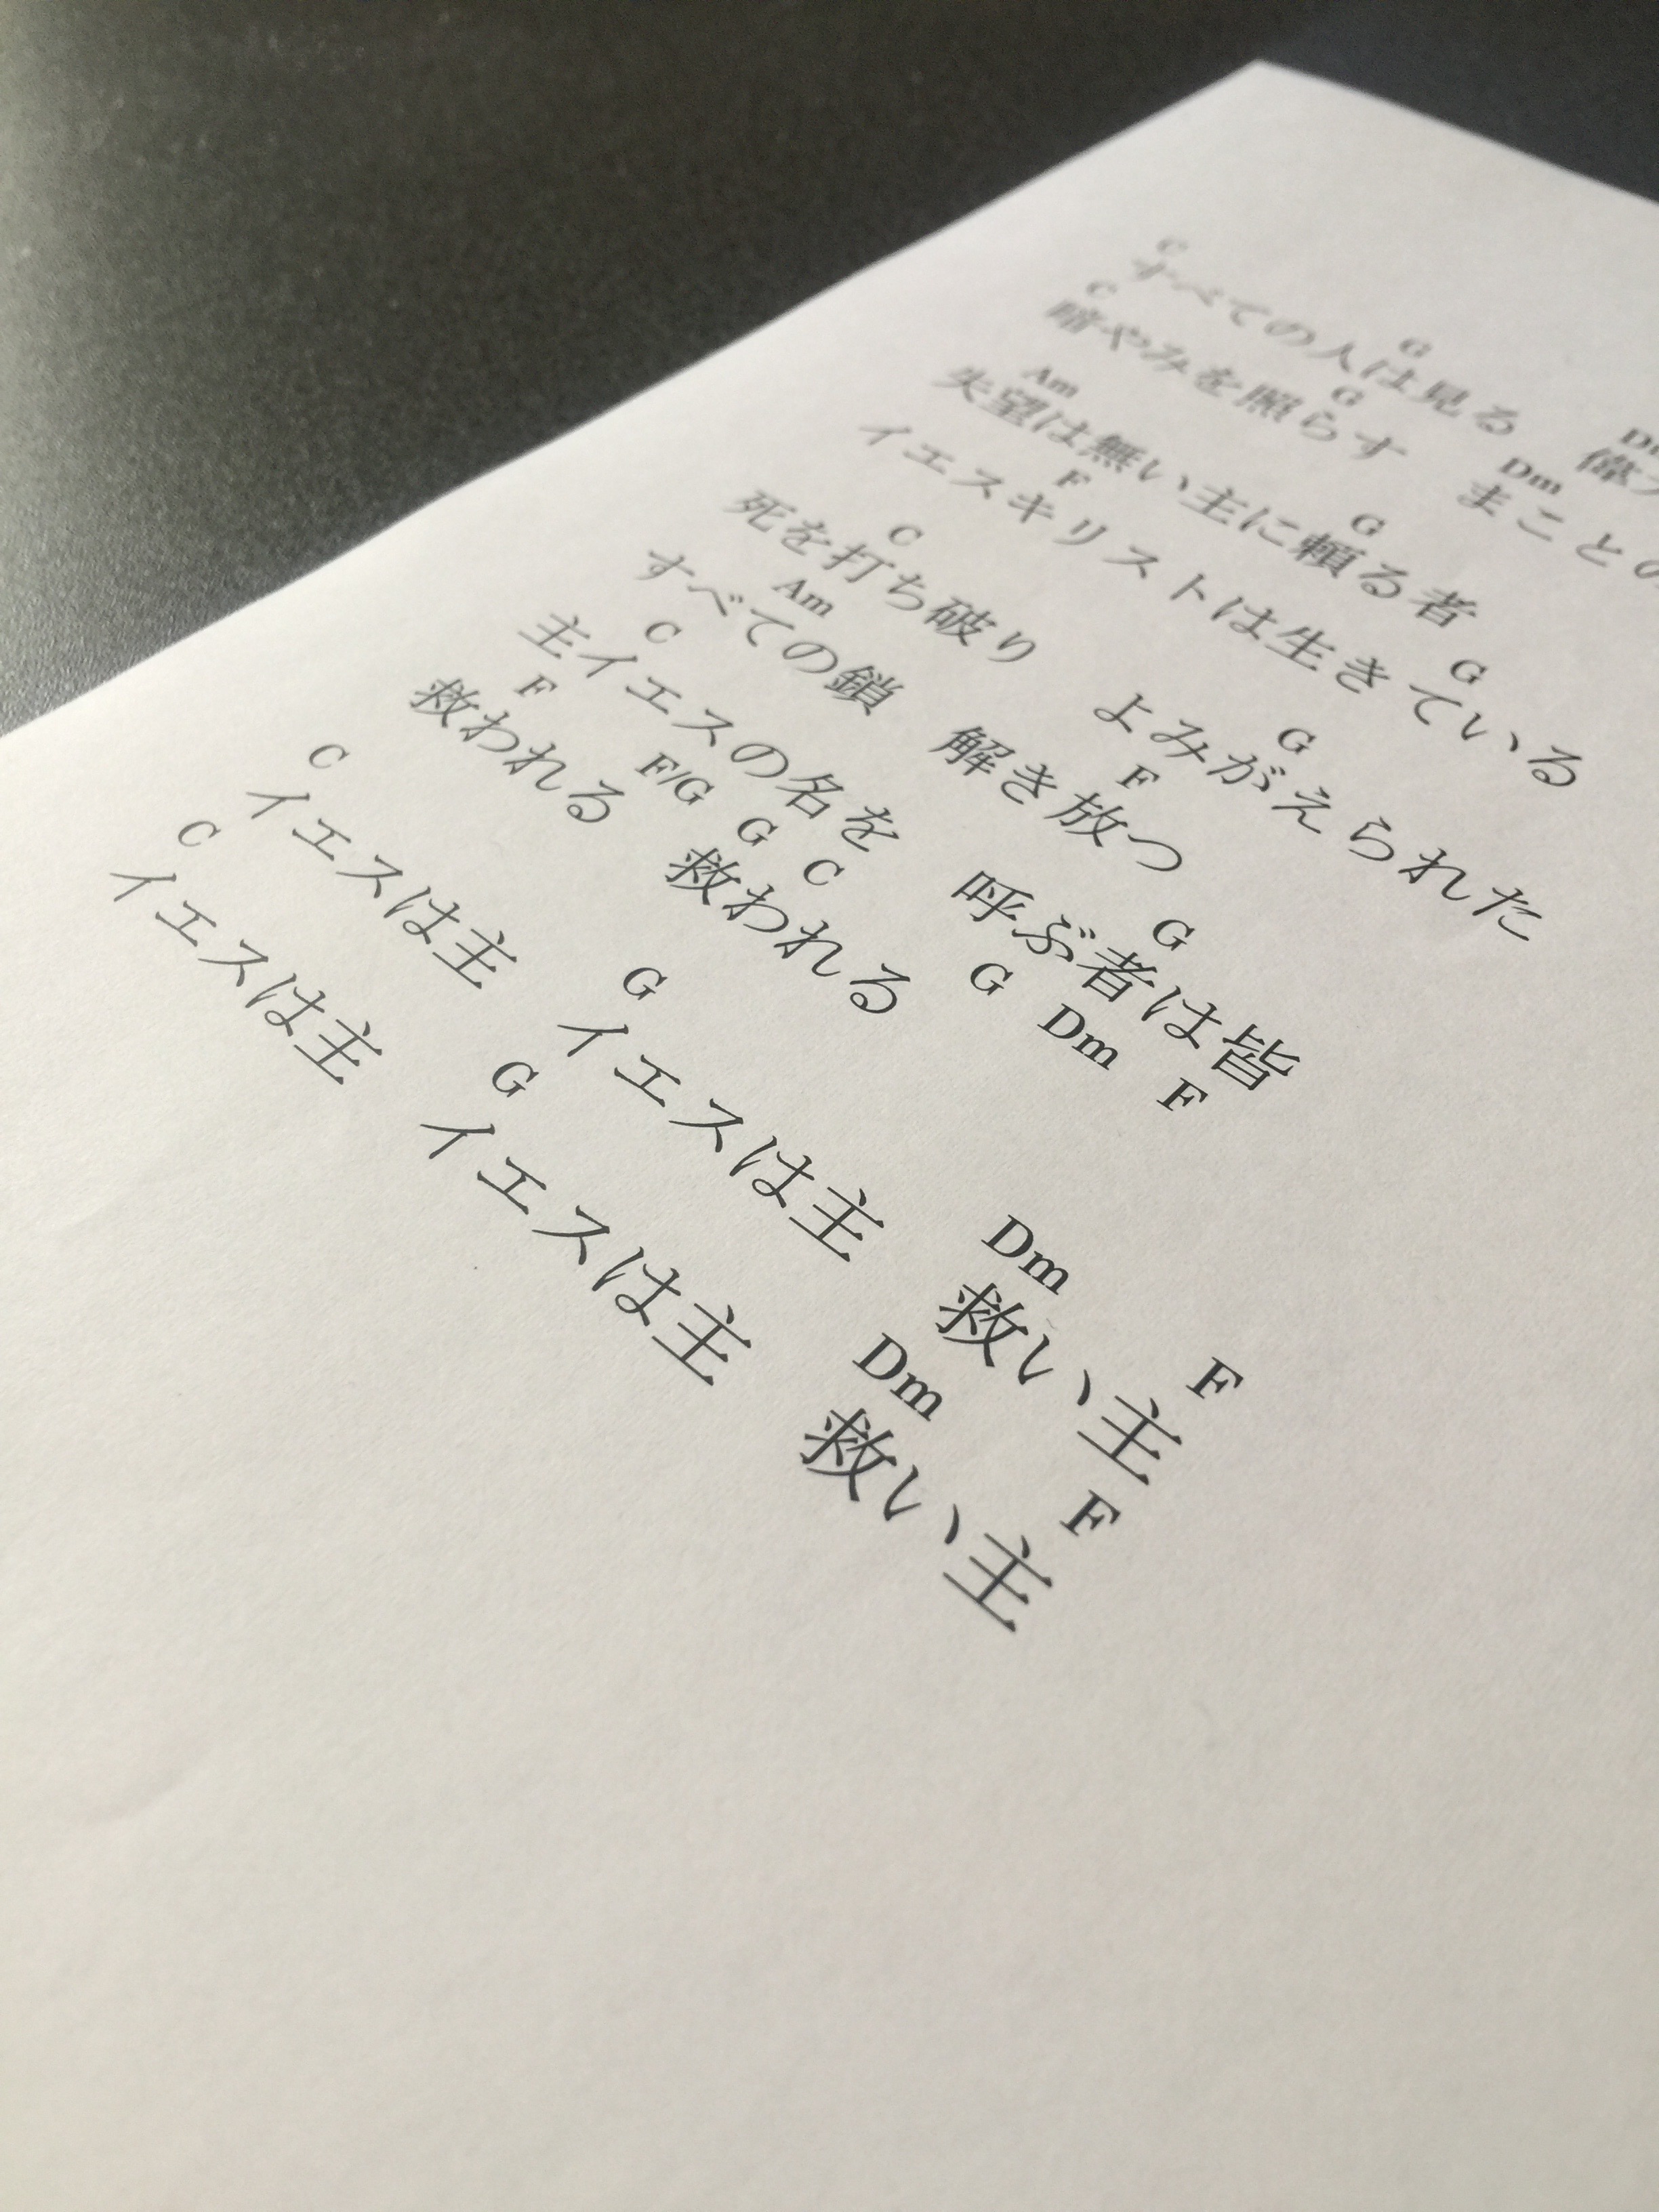 C G Dm
すべての人は見る
C G Dm
暗やみを照らす まことの
Am G
失望は無い主に頼る者
F G
イエスキリストは生きている
C G
死を打ち破り よみがえられた
Am F
すべての鎖 解き放つ
C G
主イエスの名を 呼ぶ者は皆
F F/G G C G Dm F
救われる 救われる
C G Dm F
イエスは主 イエスは主 救い主
C G Dm F
イエスは主 イエスは主 救い主